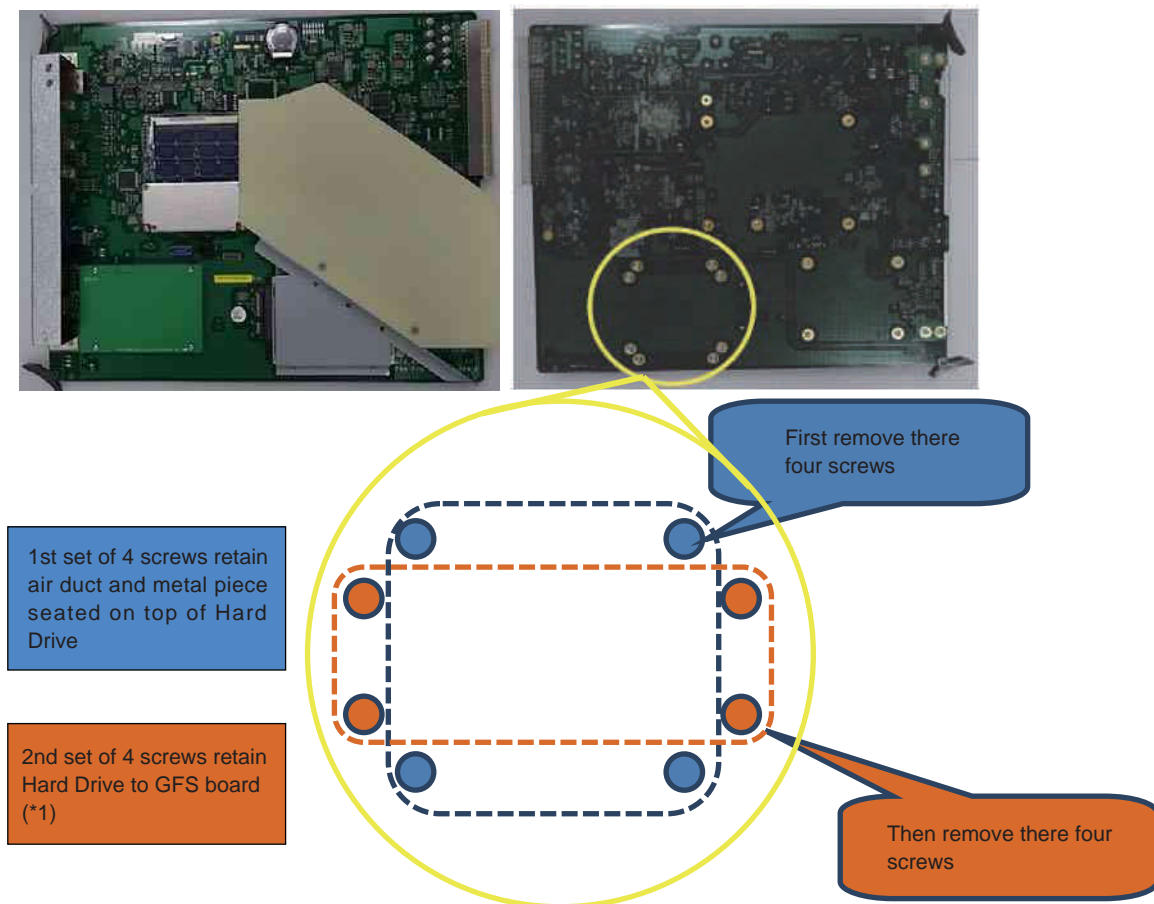 First remove there
four screws
1st set of 4 screws retain
air duct and metal piece
seated on top of Hard
Drive
2nd set of 4 screws retain
Hard Drive to GFS board
(*1)
Then remove there four
screws